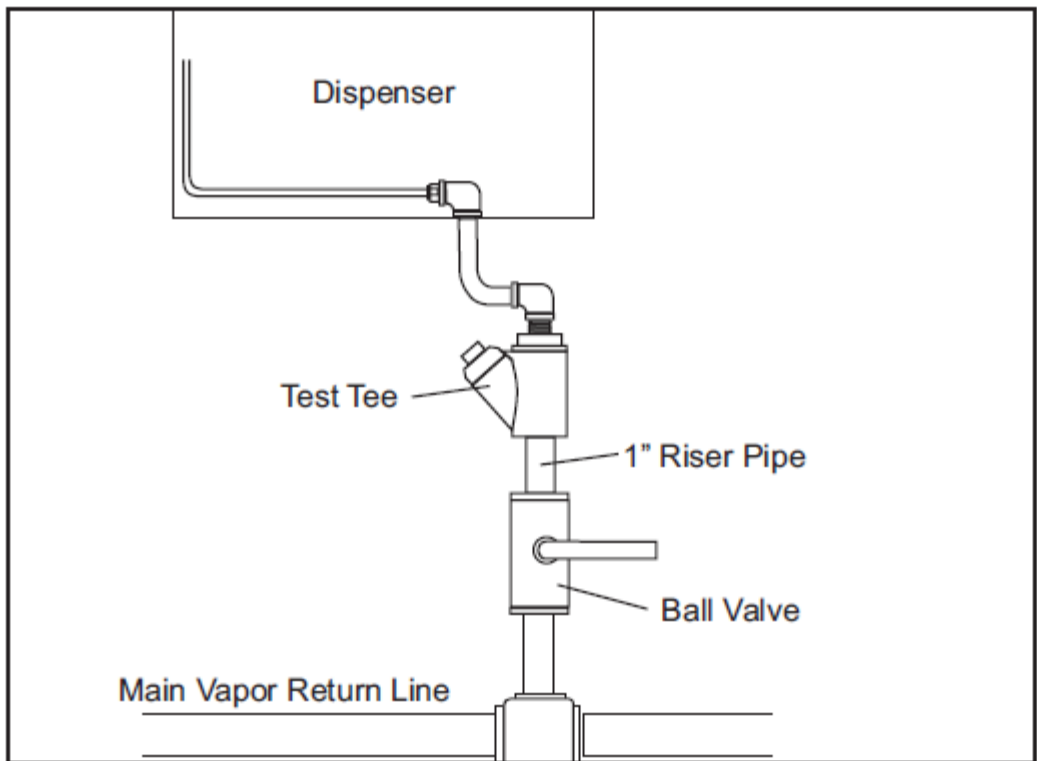 Dispenser
Test Tee
1” Riser Pipe
Ball Valve
Main Vapor Return Line